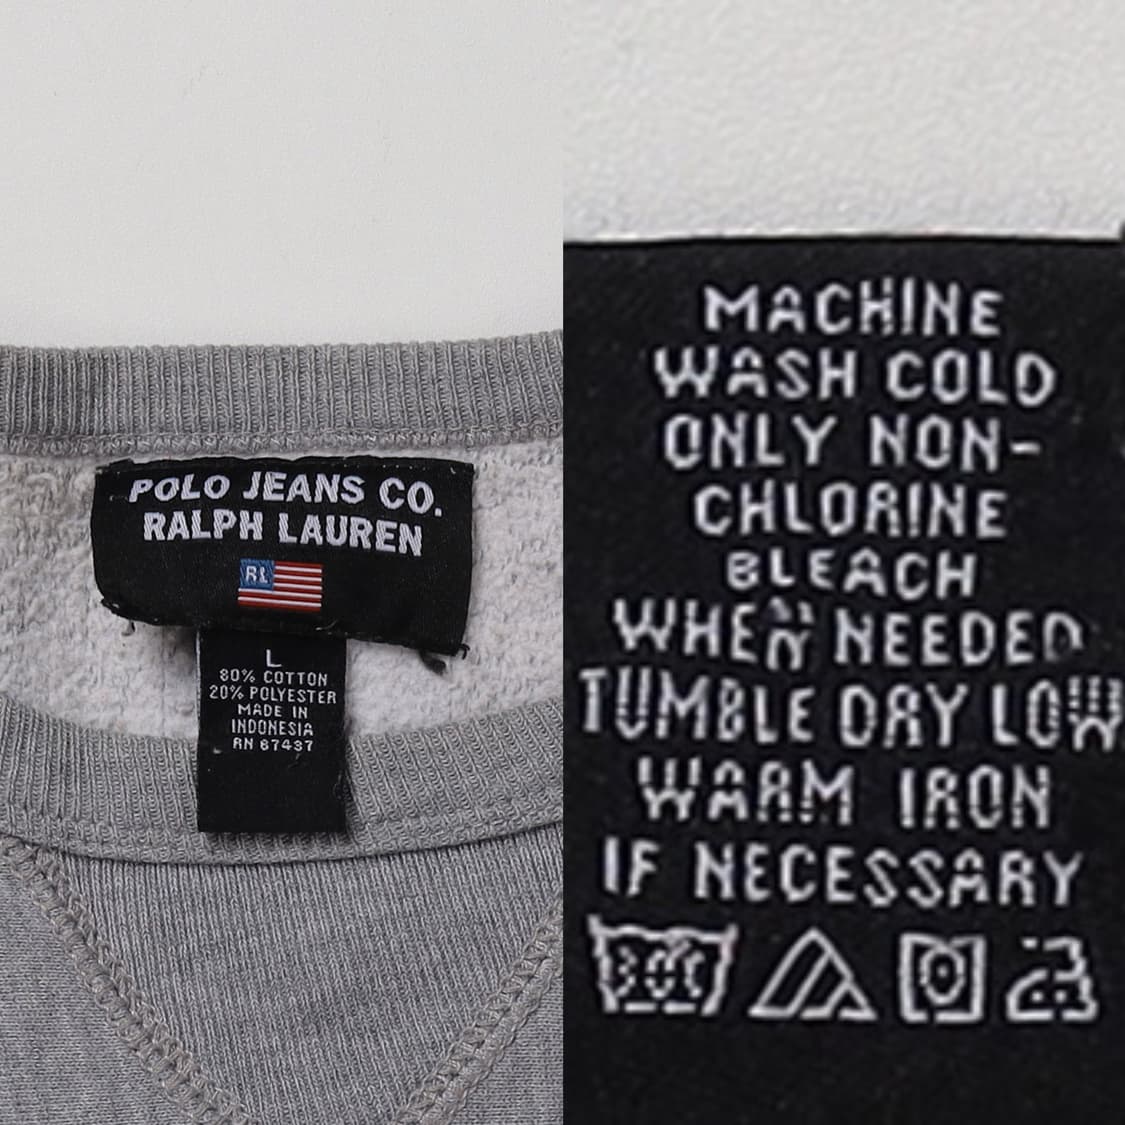 POLO JEANS CO.
RALPH LAUREN
RL
L
80% COTTON
20% POLYESTER
MADE IN
INDONESIA
RN 67437
MACHINE
WASH COLD
ONLY NON-
CHLORINE
BLEACH
WHEN NEEDED
TUMBLE DRY LOW
WARM IRON
IF NECESSARY